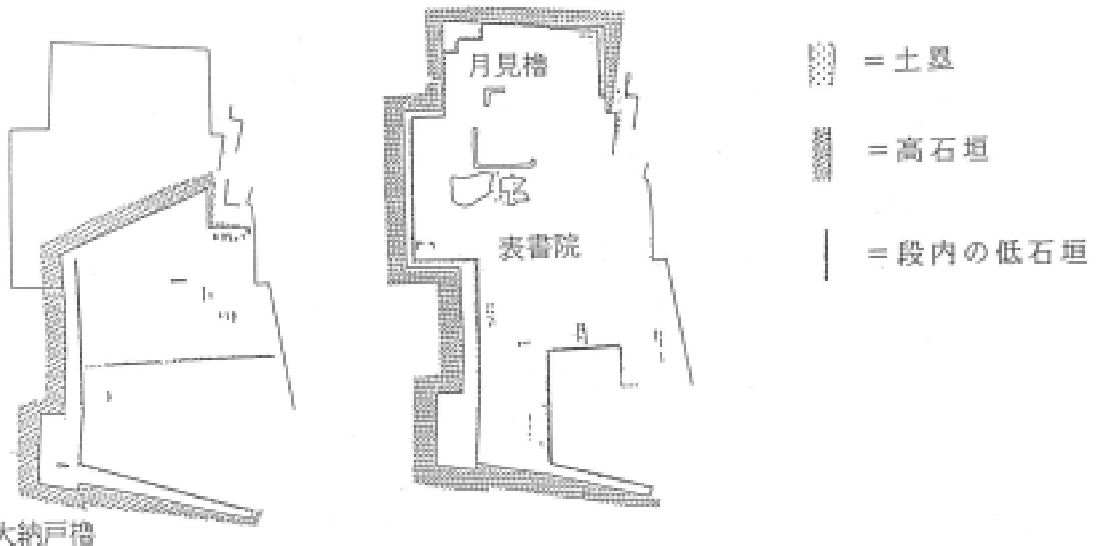 月見櫓
表書院
大納戸櫓
= 土塁
= 高石垣
= 段内の低石垣